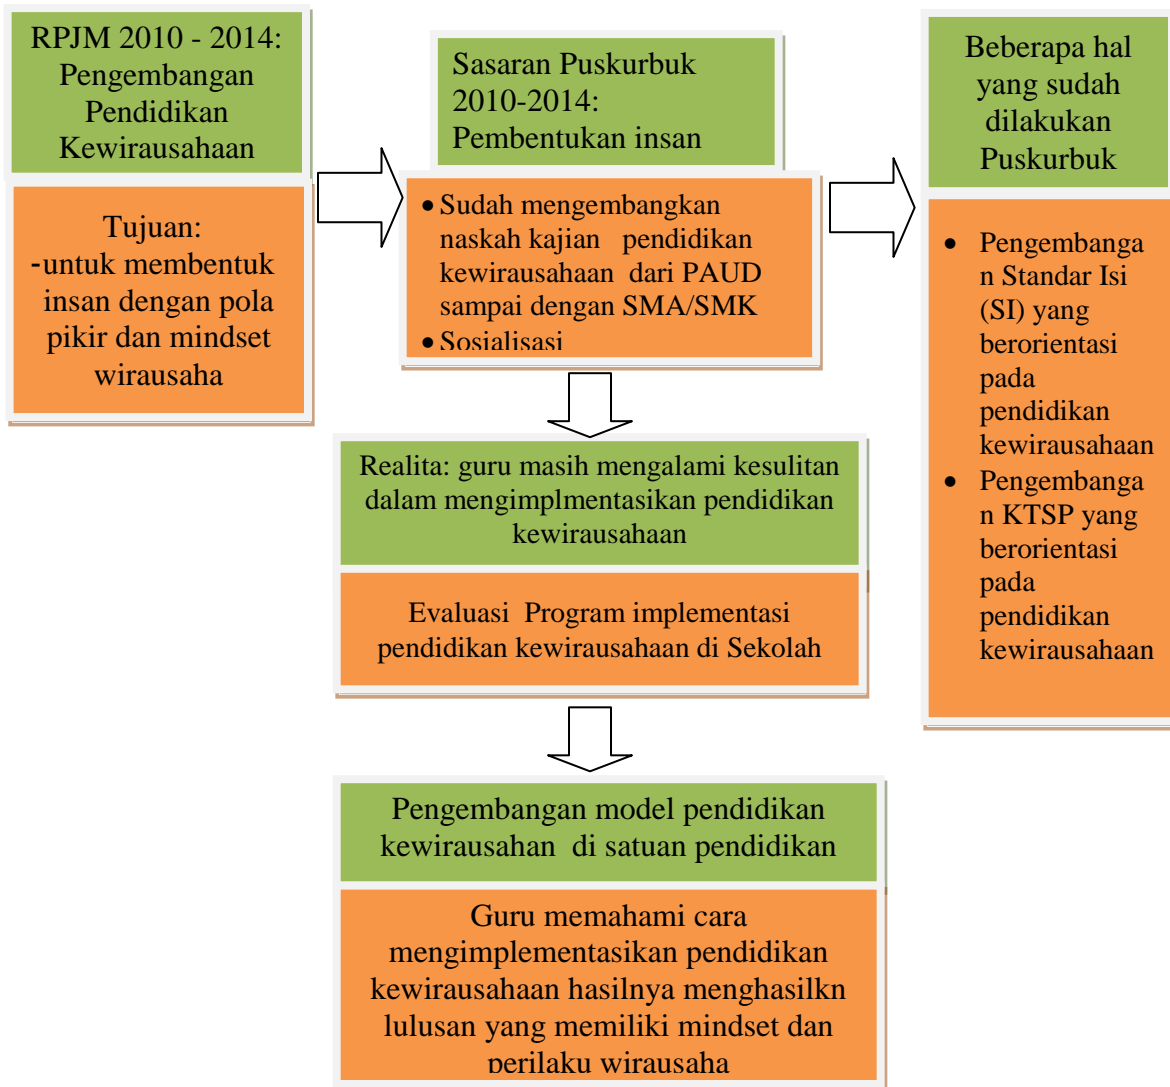 RPJM 2010 - 2014:
Pengembangan
Pendidikan
Kewirausahaan
Tujuan:
-untuk membentuk
insan dengan pola
pikir dan mindset
wirausaha
Sasaran Puskurbuk
2010-2014:
Pembentukan insan
• Sudah mengembangkan
naskah kajian pendidikan
kewirausahaan dari PAUD
sampai dengan SMA/SMK
• Sosialisasi
Beberapa hal
yang sudah
dilakukan
Puskurbuk
• Pengembanga
n Standar Isi
(SI) yang
berorientasi
pada
pendidikan
kewirausahaan
• Pengembanga
n KTSP yang
berorientasi
pada
pendidikan
kewirausahaan
Realita: guru masih mengalami kesulitan
dalam mengimplmentasikan pendidikan
kewirausahaan
Evaluasi Program implementasi
pendidikan kewirausahaan di Sekolah
Pengembangan model pendidikan
kewirausahan di satuan pendidikan
Guru memahami cara
mengimplementasikan pendidikan
kewirausahaan hasilnya menghasilkn
lulusan yang memiliki mindset dan
perilaku wirausaha